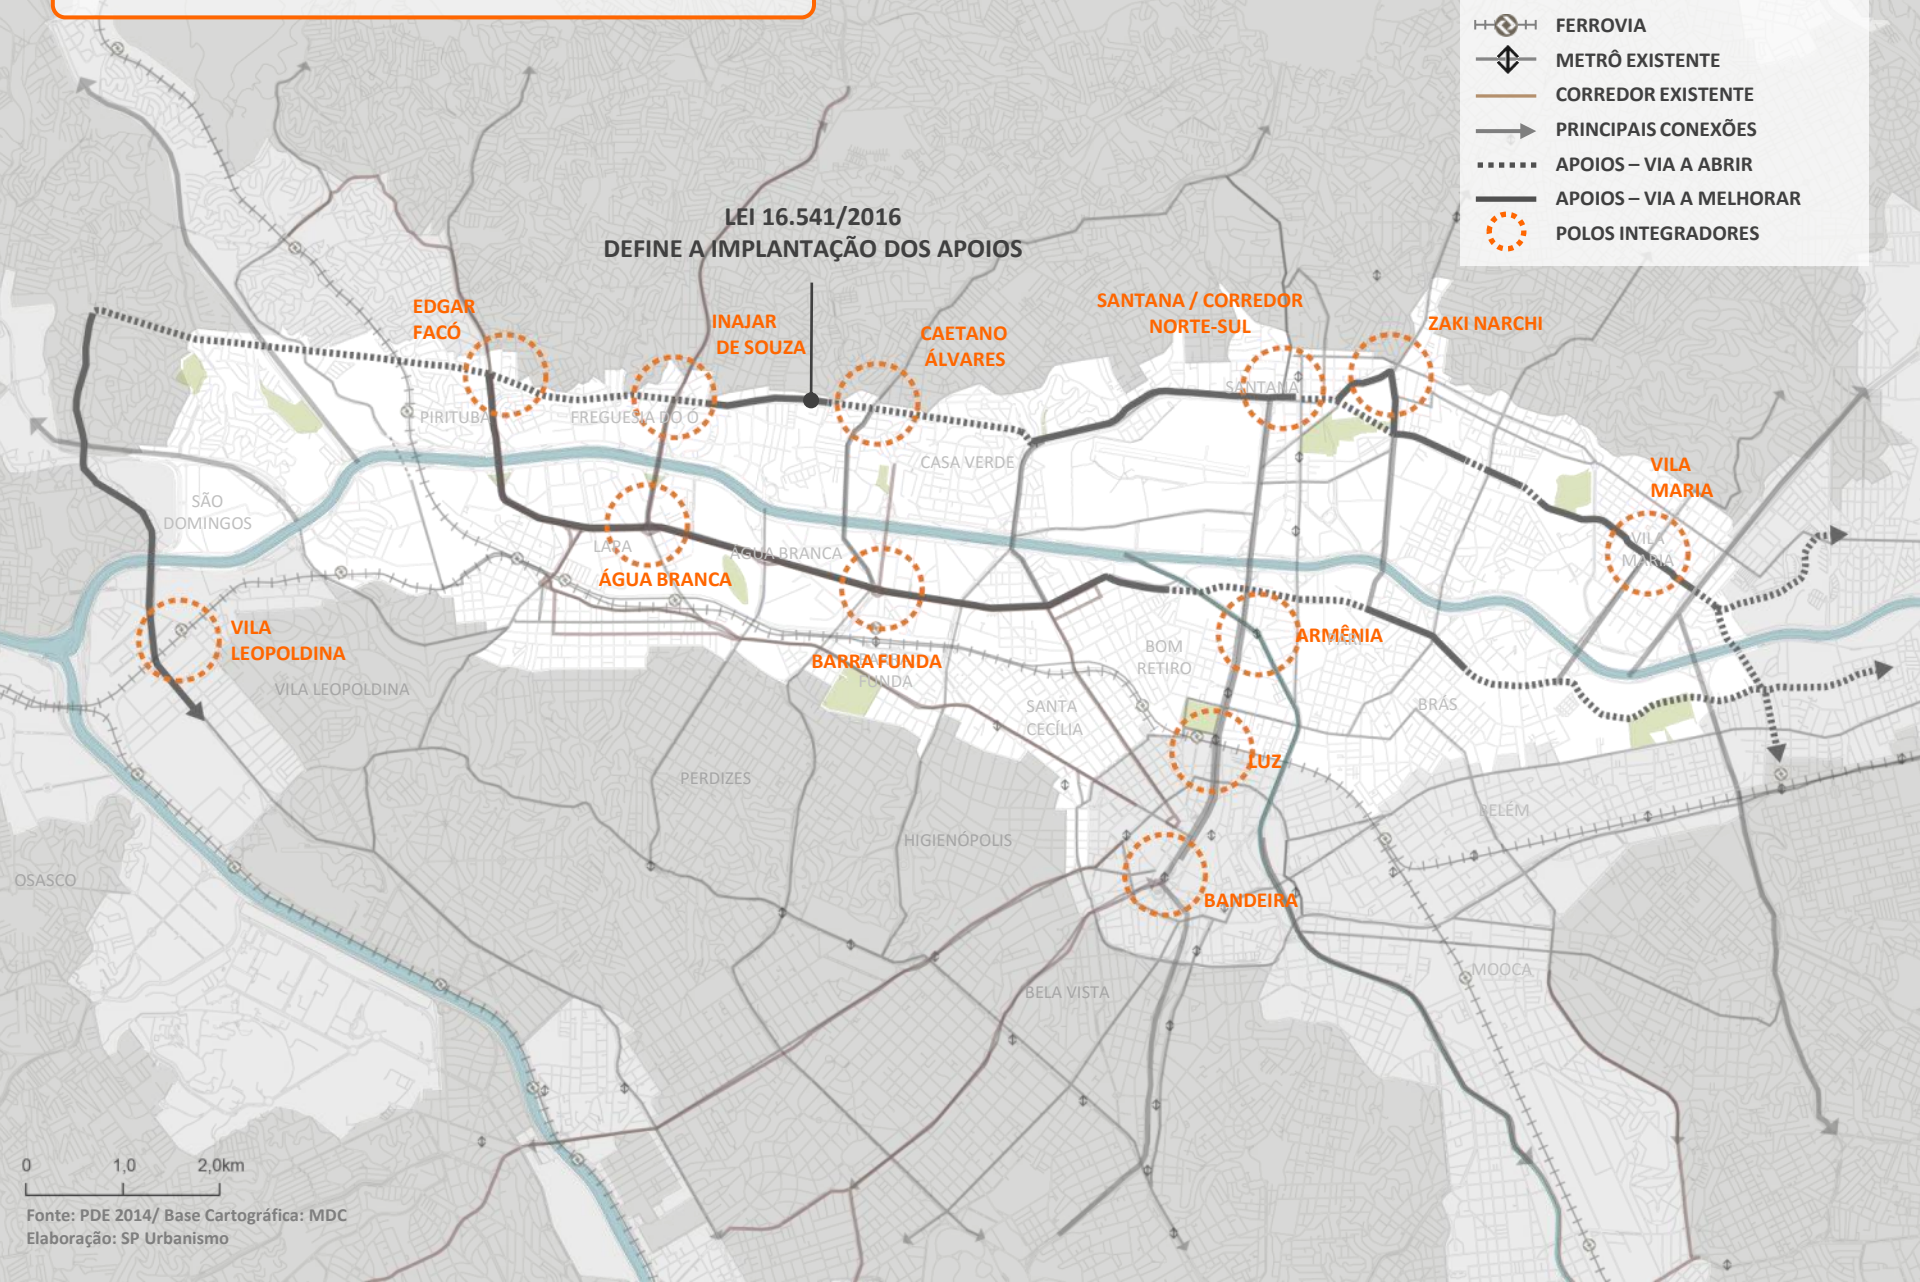 FERROVIA
METRÔ EXISTENTE
CORREDOR EXISTENTE
PRINCIPAIS CONEXÕES
APOIOS – VIA A ABRIR
APOIOS – VIA A MELHORAR
POLOS INTEGRADORES
LEI 16.541/2016
DEFINE A IMPLANTAÇÃO DOS APOIOS
EDGAR
FACÓ
INAJAR
DE SOUZA
CAETANO
ÁLVARES
SANTANA / CORREDOR
NORTE-SUL
ZAKI NARCHI
SANTANA
PIRITUBA
FREGUESIA DO Ó
CASA VERDE
VILA
MARIA
SÃO
DOMINGOS
LAPA
ÁGUA BRANCA
VILA
MARIA
ÁGUA BRANCA
VILA
LEOPOLDINA
VILA LEOPOLDINA
BARRA FUNDA
FUNDA
BOM
RETIRO
ARMÊNIA
SANTA
CECÍLIA
BRÁS
LUZ
PERDIZES
HIGIENÓPOLIS
BELÉM
OSASCO
BANDEIRA
BELA VISTA
MOOCA
0 1,0 2,0km
Fonte: PDE 2014/ Base Cartográfica: MDC
Elaboração: SP Urbanismo